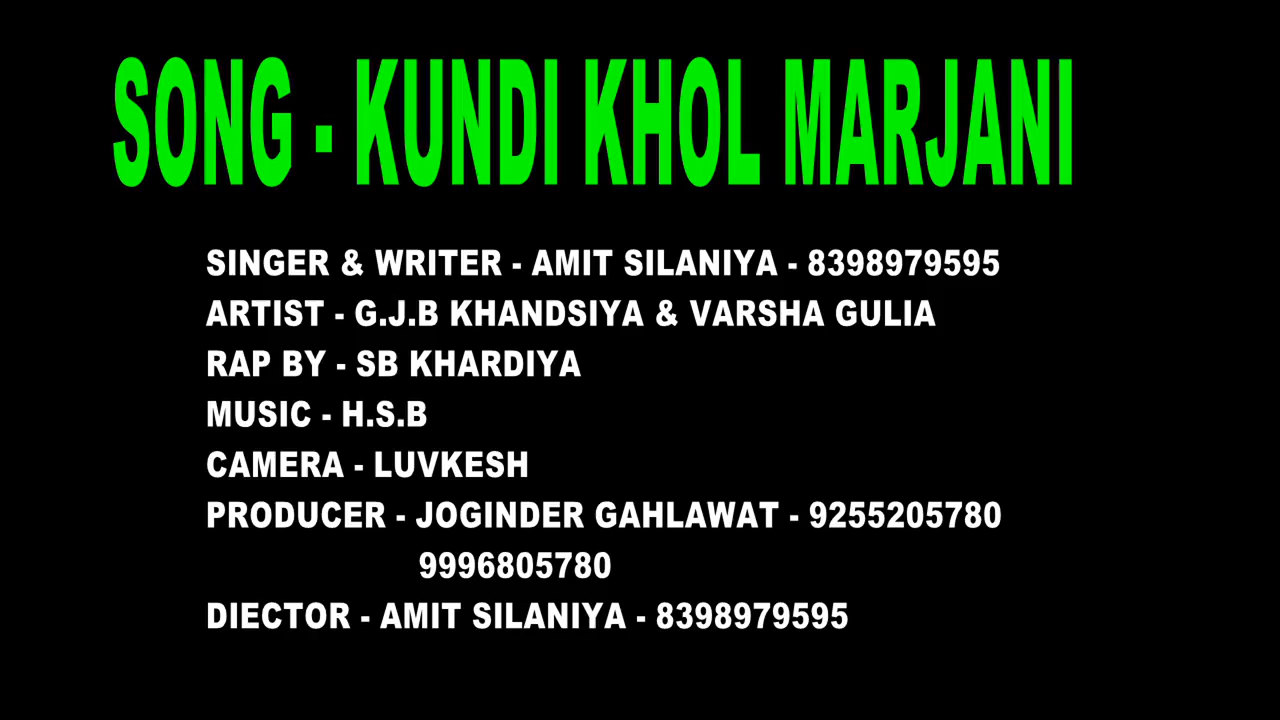 SONG - KUNDI KHOL MARJANI
SINGER & WRITER - AMIT SILANIYA - 8398979595
ARTIST - G.J.B KHANDSIYA & VARSHA GULIA
RAP BY - SB KHARDIYA
MUSIC - H.S.B
CAMERA - LUVKESH
PRODUCER - JOGINDER GAHLAWAT - 9255205780
9996805780
DIECTOR - AMIT SILANIYA - 8398979595